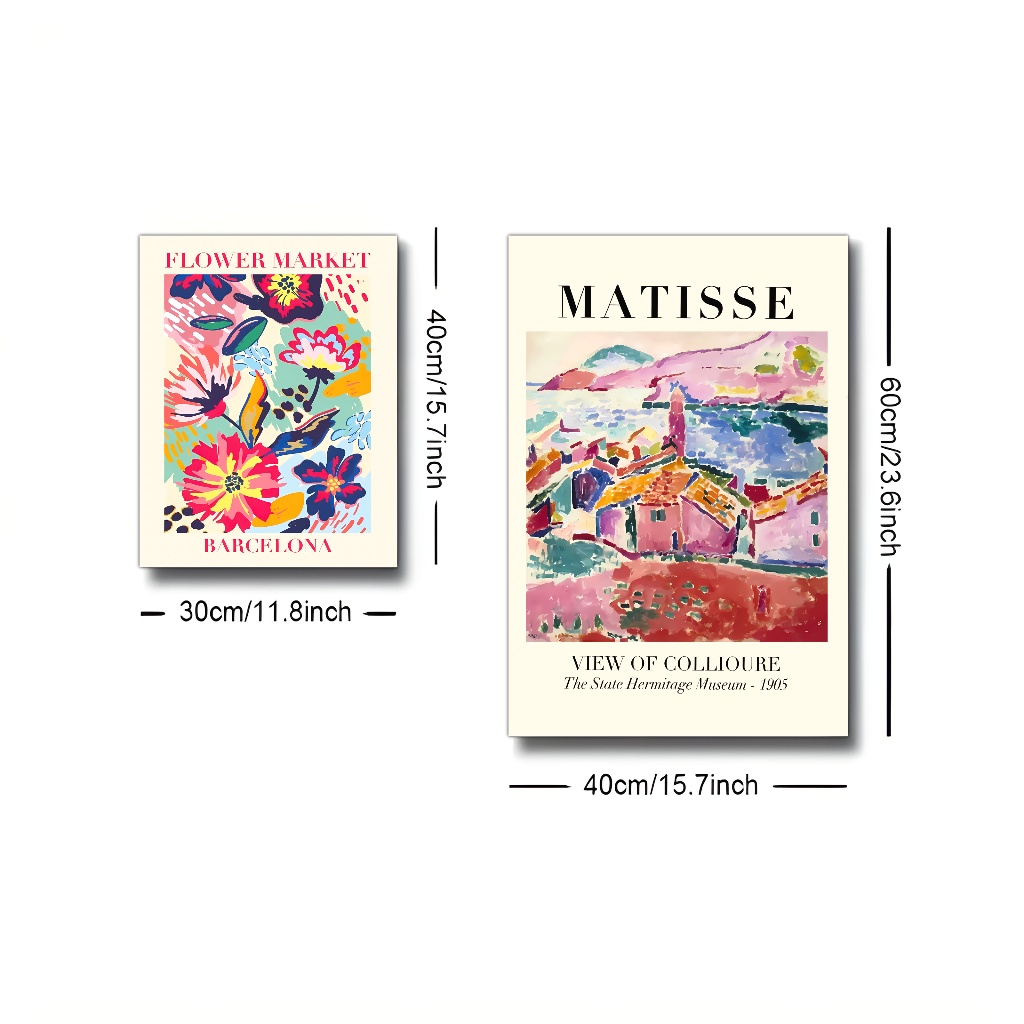 FLOWER MARKET
BARCELONA
40cm/15.7inch
30cm/11.8inch
MATISSE
VIEW OF COLLIOURE
The State Hermitage Museum - 1905
60cm/23.6inch
40cm/15.7inch